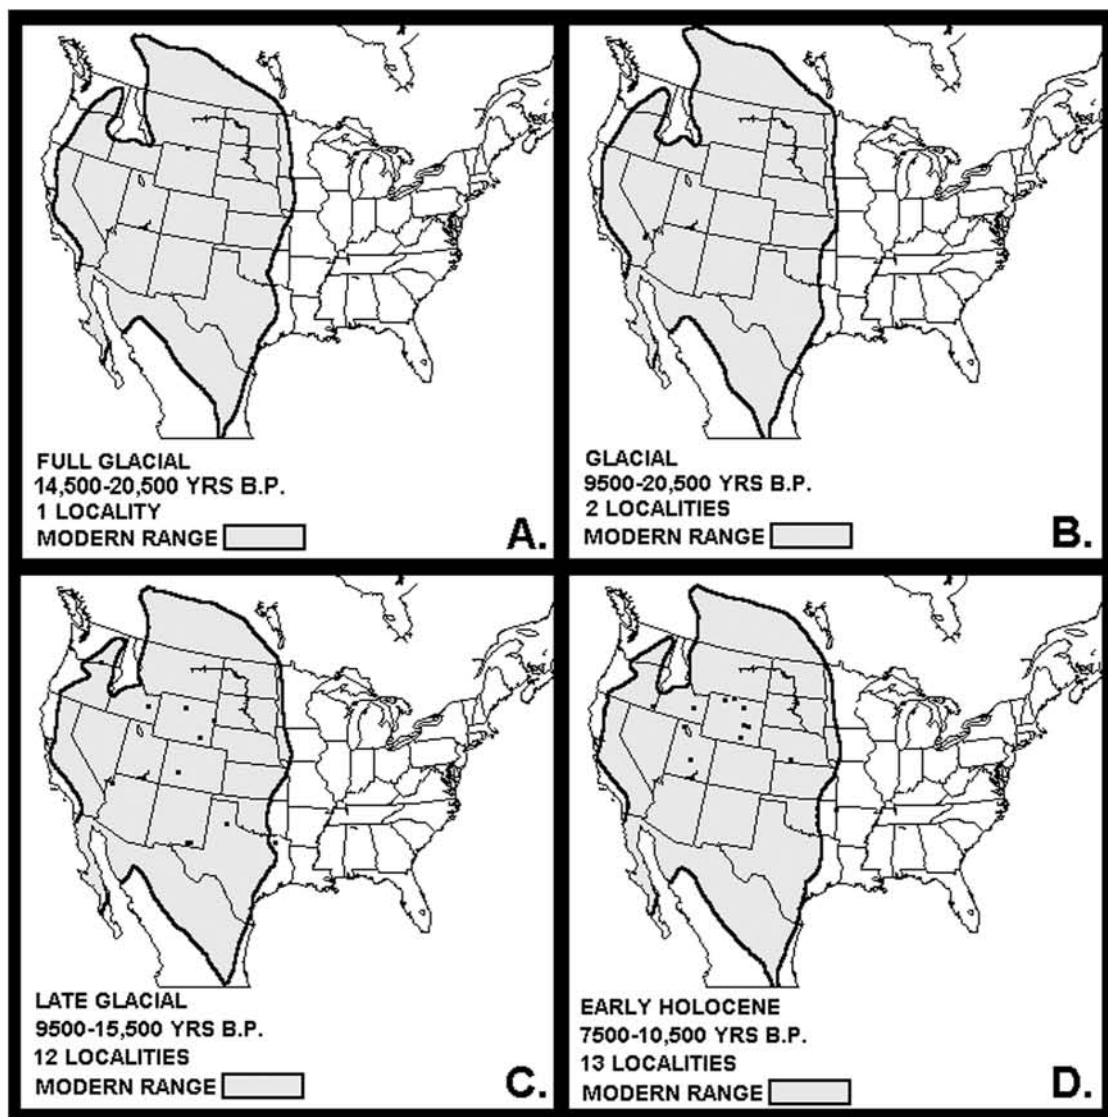 FULL GLACIAL
14,500-20,500 YRS B.P.
1 LOCALITY
MODERN RANGE
A.
GLACIAL
9500-20,500 YRS B.P.
2 LOCALITIES
MODERN RANGE
B.
LATE GLACIAL
9500-15,500 YRS B.P.
12 LOCALITIES
MODERN RANGE
C.
EARLY HOLOCENE
7500-10,500 YRS B.P.
13 LOCALITIES
MODERN RANGE
D.